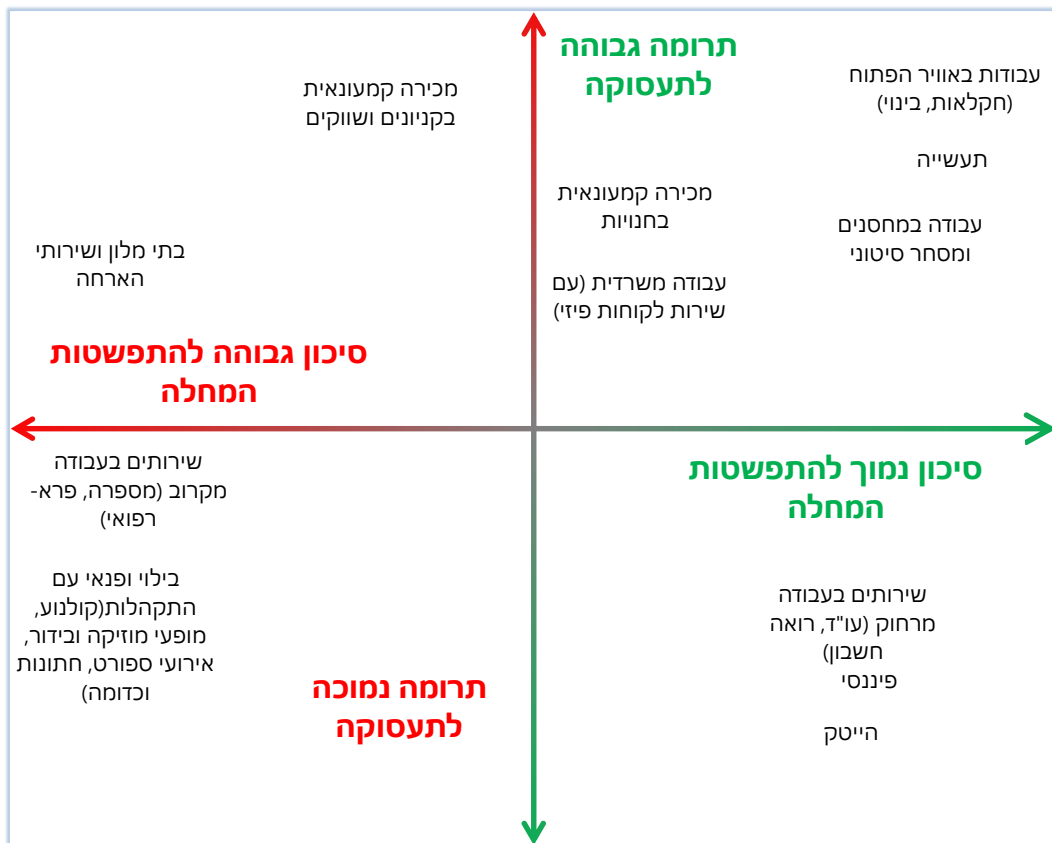 תרומה גבוהה
לתעסוקה
עבודות באוויר הפתוח
(חקלאות, בינוי)
תעשייה
עבודה במחסנים
ומסחר סיטוני
מכירה קמעונאית
בחנויות
עבודה משרדית (עם
שירות לקוחות פיזי)
מכירה קמעונאית
בקניונים ושווקים
בתי מלון ושירותי
הארחה
סיכון גבוהה להתפשטות
המחלה
סיכון נמוך להתפשטות
המחלה
שירותים בעבודה
מרחוק (עו"ד, רואה
חשבון)
פיננסי
הייטק
שירותים בעבודה
מקרוב (מספרה, פרא-
רפואי)
בילוי ופנאי עם
התקהלות(קולנוע,
מופעי מוזיקה ובידור,
אירועי ספורט, חתונות
וכדומה)
תרומה נמוכה
לתעסוקה